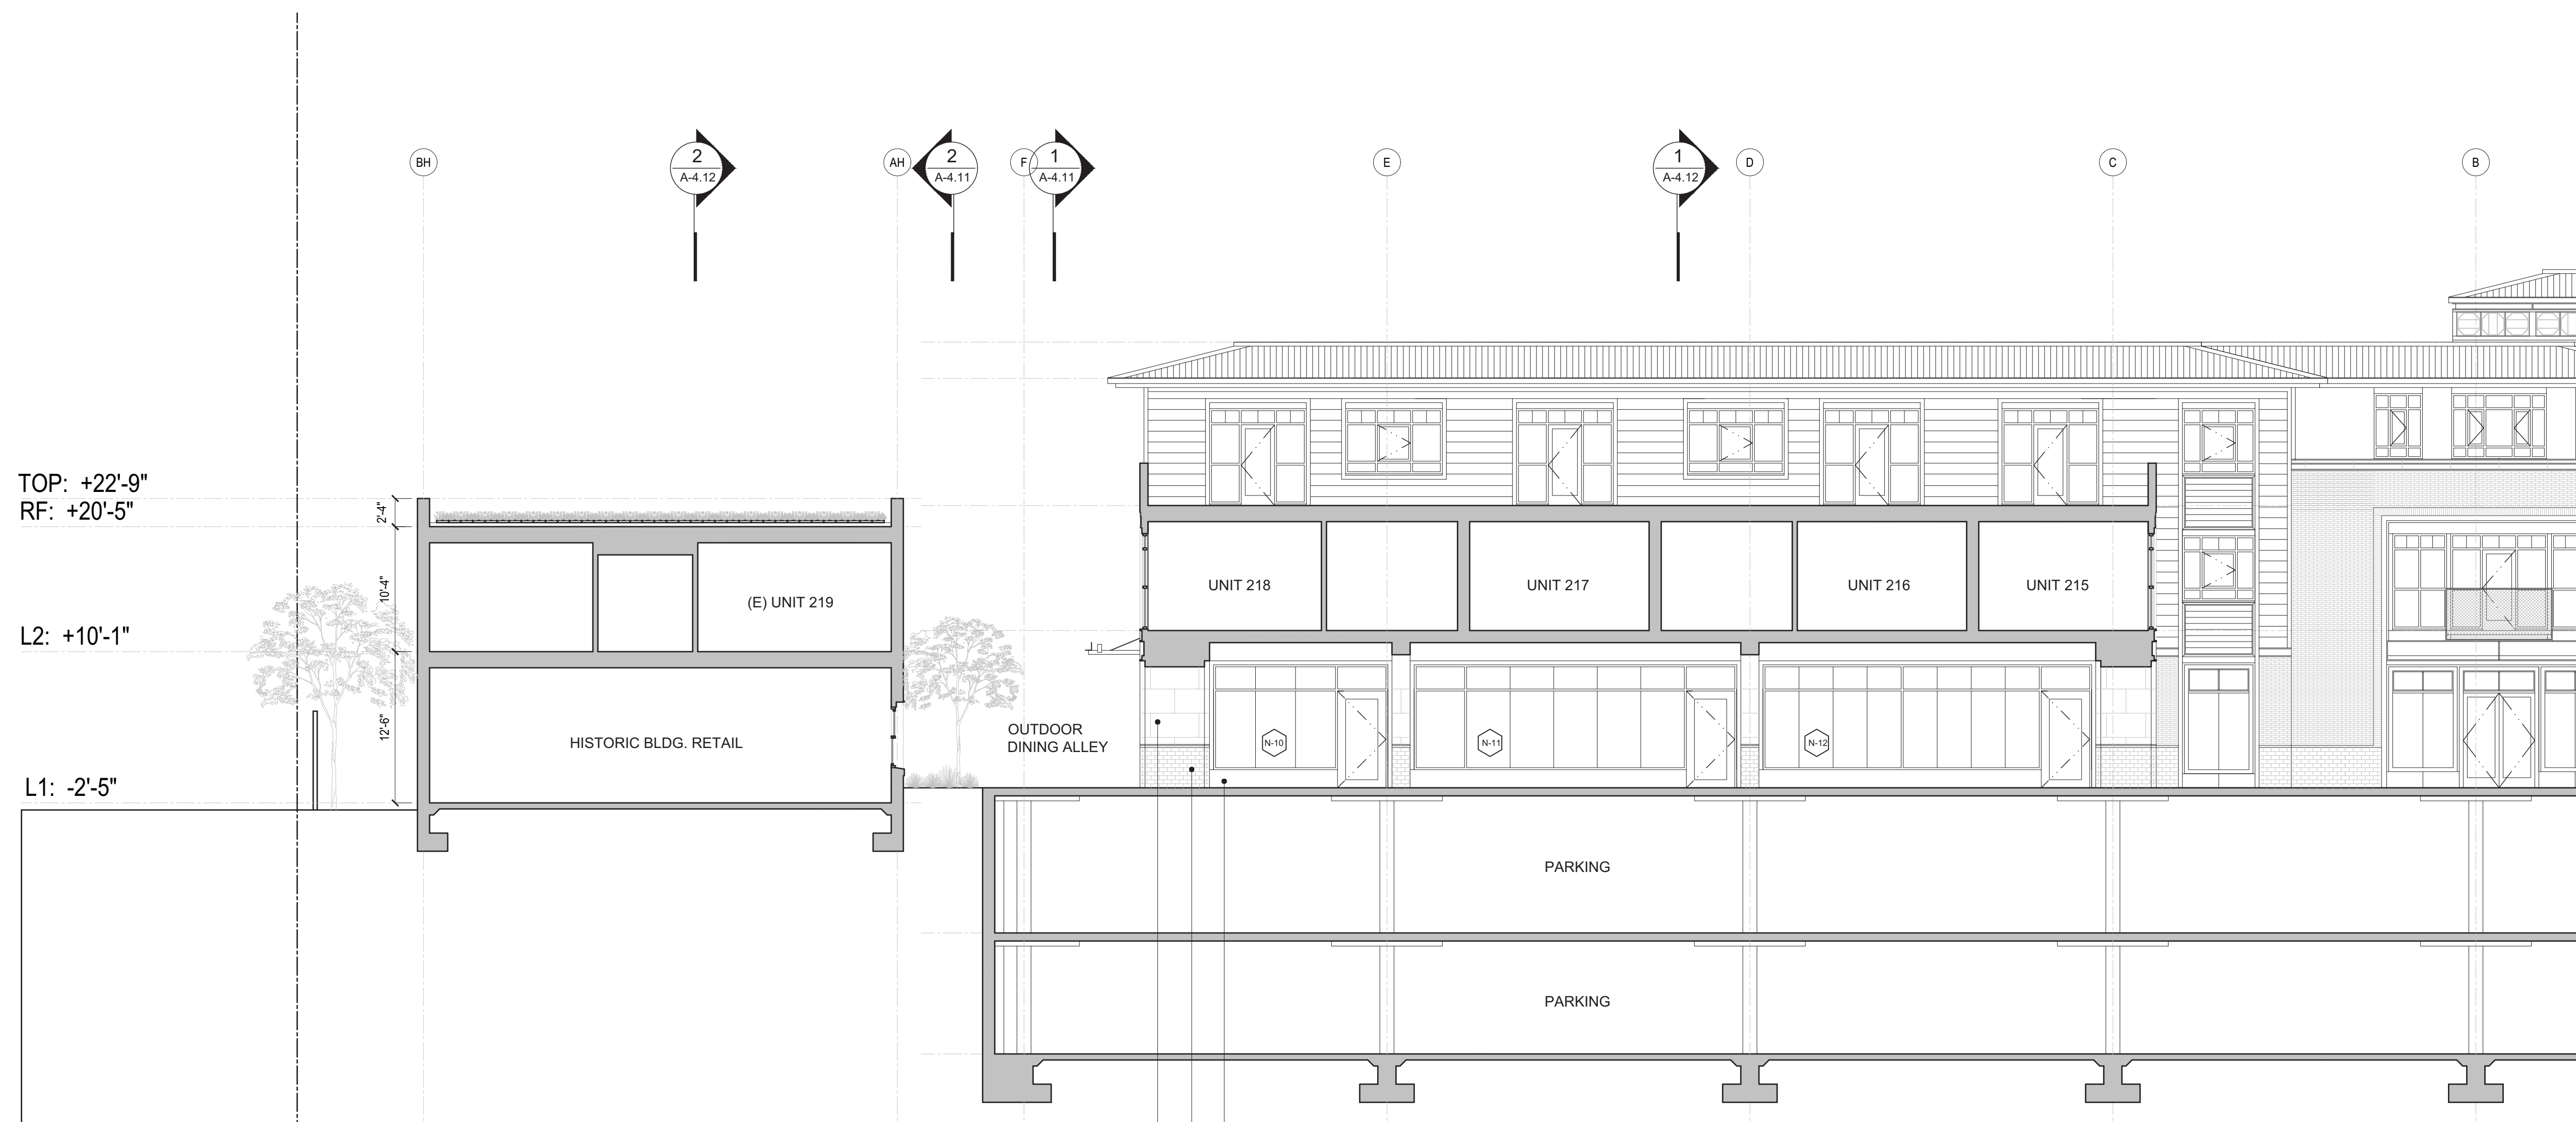 BH
2
A-4.12
AH
2
A-4.11
F
1
A-4.11
E
1
A-4.12
D
C
B
TOP: +22'-9"
RF: +20'-5"
L2: +10'-1"
L1: -2'-5"
2'-4"
10'-4"
12'-6"
(E) UNIT 219
HISTORIC BLDG. RETAIL
OUTDOOR
DINING ALLEY
UNIT 218
UNIT 217
UNIT 216
UNIT 215
N-10
N-11
N-12
PARKING
PARKING